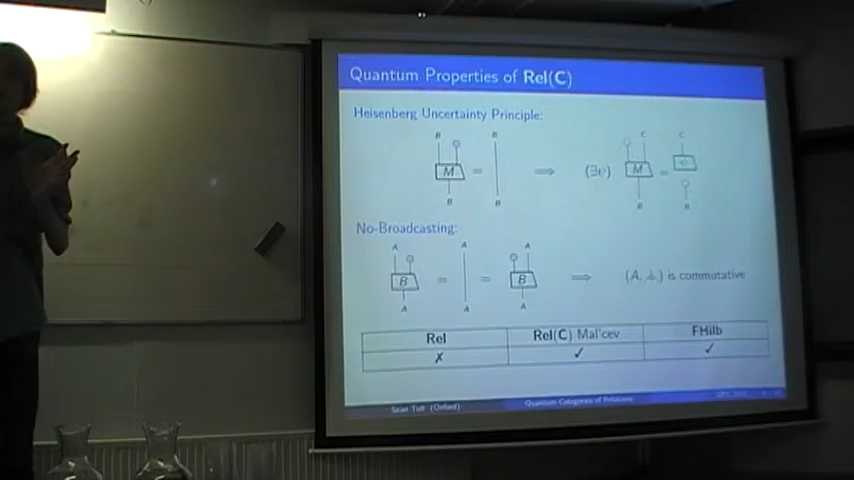 Quantum Properties of Rel(C)
Heisenberg Uncertainty Principle:
B B C C
M = ⟹ (∃ψ) M = ψ
B B B B
No-Broadcasting:
A A A
B = = B ⟹ (A, ) is commutative
A A A
Rel Rel(C) Mal'cev FHilb
✗ ✓ ✓
Sean Tull (Oxford) Quantum Categories of Relations